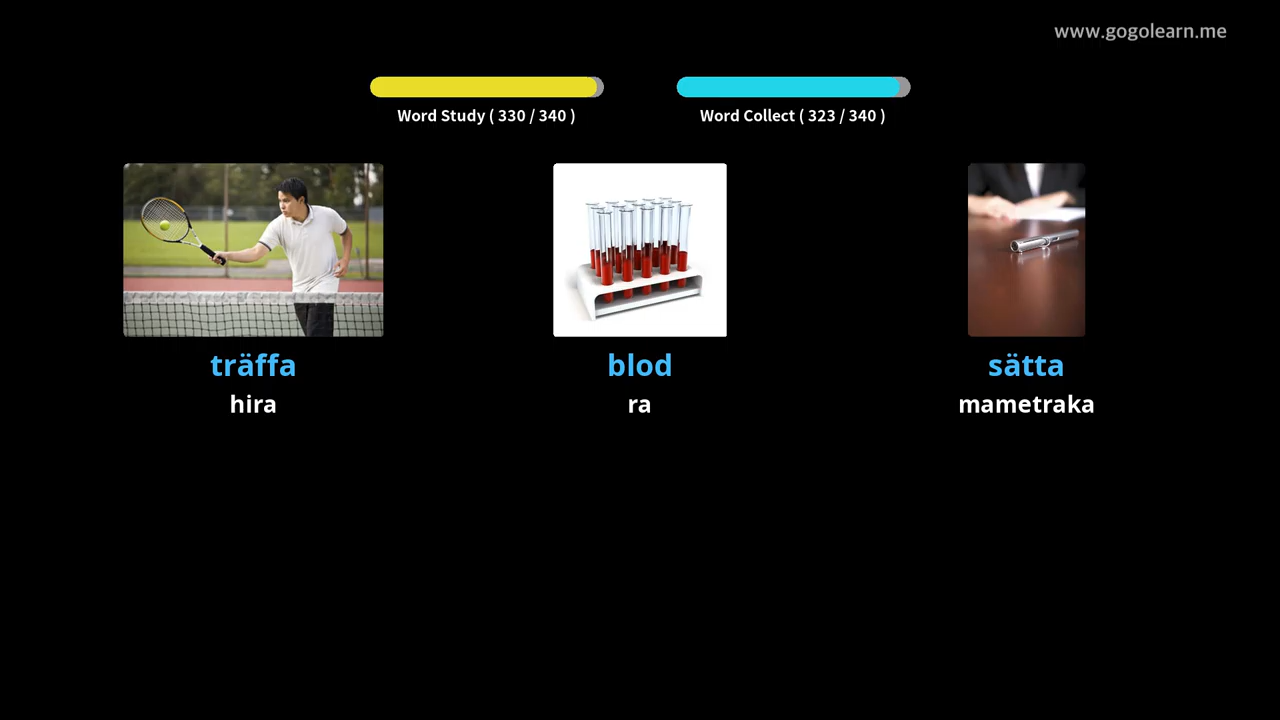 www.gogolearn.me
Word Study ( 330 / 340 )
Word Collect ( 323 / 340 )
träffa
blod
sätta
hira
ra
mametraka